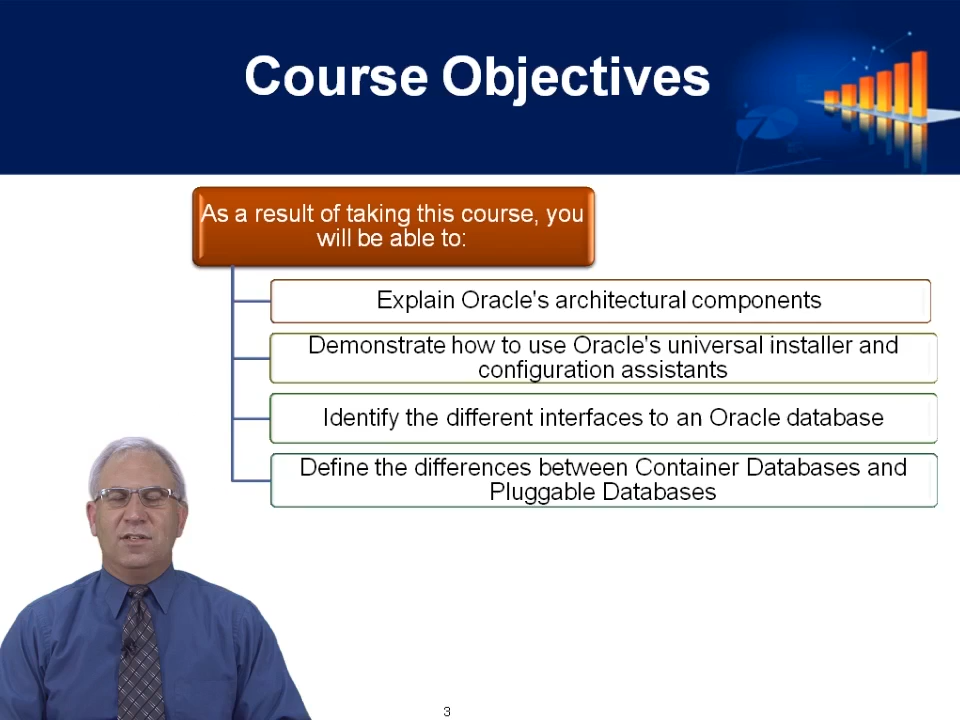 Course Objectives
As a result of taking this course, you
will be able to:
Explain Oracle's architectural components
Demonstrate how to use Oracle's universal installer and
configuration assistants
Identify the different interfaces to an Oracle database
Define the differences between Container Databases and
Pluggable Databases
3